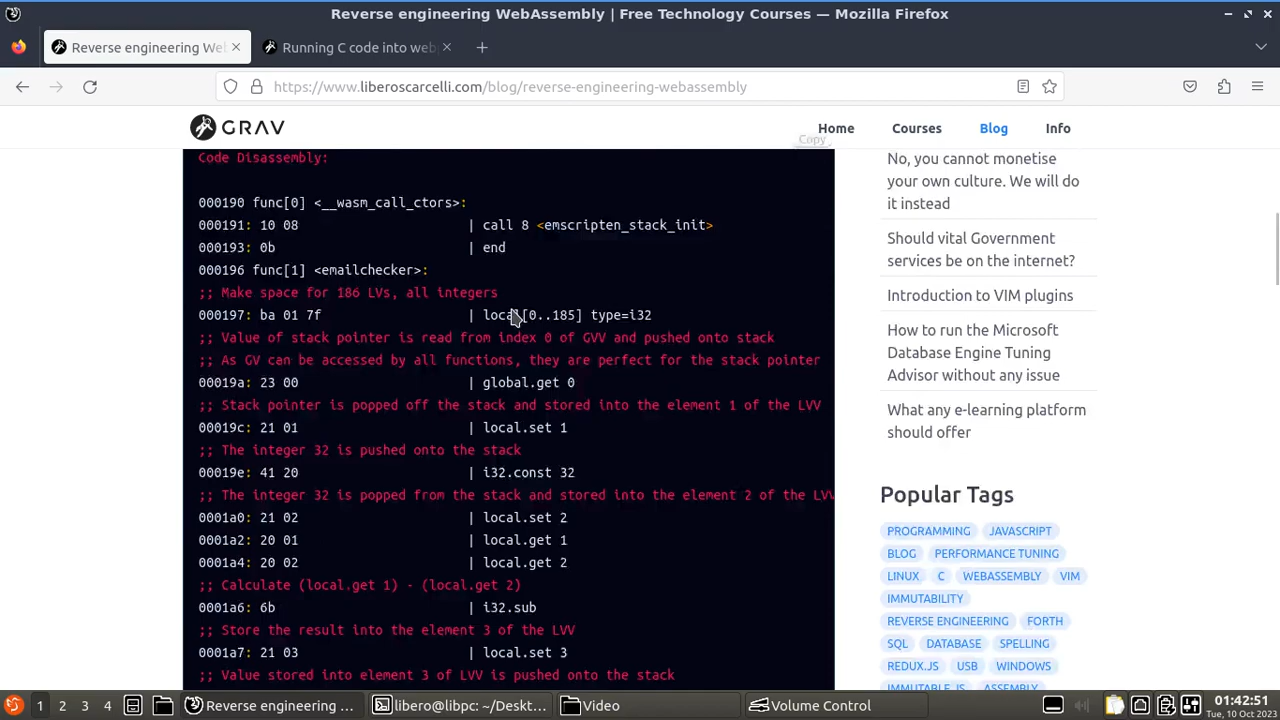 Reverse engineering WebAssembly | Free Technology Courses — Mozilla Firefox
Reverse engineering We
Running C code into web
https://www.liberoscarcelli.com/blog/reverse-engineering-webassembly
GRAV
Home
Courses
Blog
Info
Copy
Code Disassembly:
000190 func[0] <__wasm_call_ctors>:
000191: 10 08 | call 8 <emscripten_stack_init>
000193: 0b | end
000196 func[1] <emailchecker>:
;; Make space for 186 LVs, all integers
000197: ba 01 7f | local[0..185] type=i32
;; Value of stack pointer is read from index 0 of GVV and pushed onto stack
;; As GV can be accessed by all functions, they are perfect for the stack pointer
00019a: 23 00 | global.get 0
;; Stack pointer is popped off the stack and stored into the element 1 of the LVV
00019c: 21 01 | local.set 1
;; The integer 32 is pushed onto the stack
00019e: 41 20 | i32.const 32
;; The integer 32 is popped from the stack and stored into the element 2 of the LVV
0001a0: 21 02 | local.set 2
0001a2: 20 01 | local.get 1
0001a4: 20 02 | local.get 2
;; Calculate (local.get 1) - (local.get 2)
0001a6: 6b | i32.sub
;; Store the result into the element 3 of the LVV
0001a7: 21 03 | local.set 3
;; Value stored into element 3 of LVV is pushed onto the stack
No, you cannot monetise
your own culture. We will do
it instead
Should vital Government
services be on the internet?
Introduction to VIM plugins
How to run the Microsoft
Database Engine Tuning
Advisor without any issue
What any e-learning platform
should offer
Popular Tags
PROGRAMMING JAVASCRIPT
BLOG PERFORMANCE TUNING
LINUX C WEBASSEMBLY VIM
IMMUTABILITY
REVERSE ENGINEERING FORTH
SQL DATABASE SPELLING
REDUX.JS USB WINDOWS
IMMUTABLE.JS ASSEMBLY
1 2 3 4
Reverse engineering ...
libero@libpc: ~/Deskt...
Video
Volume Control
01:42:51
Tue, 10 Oct 2023